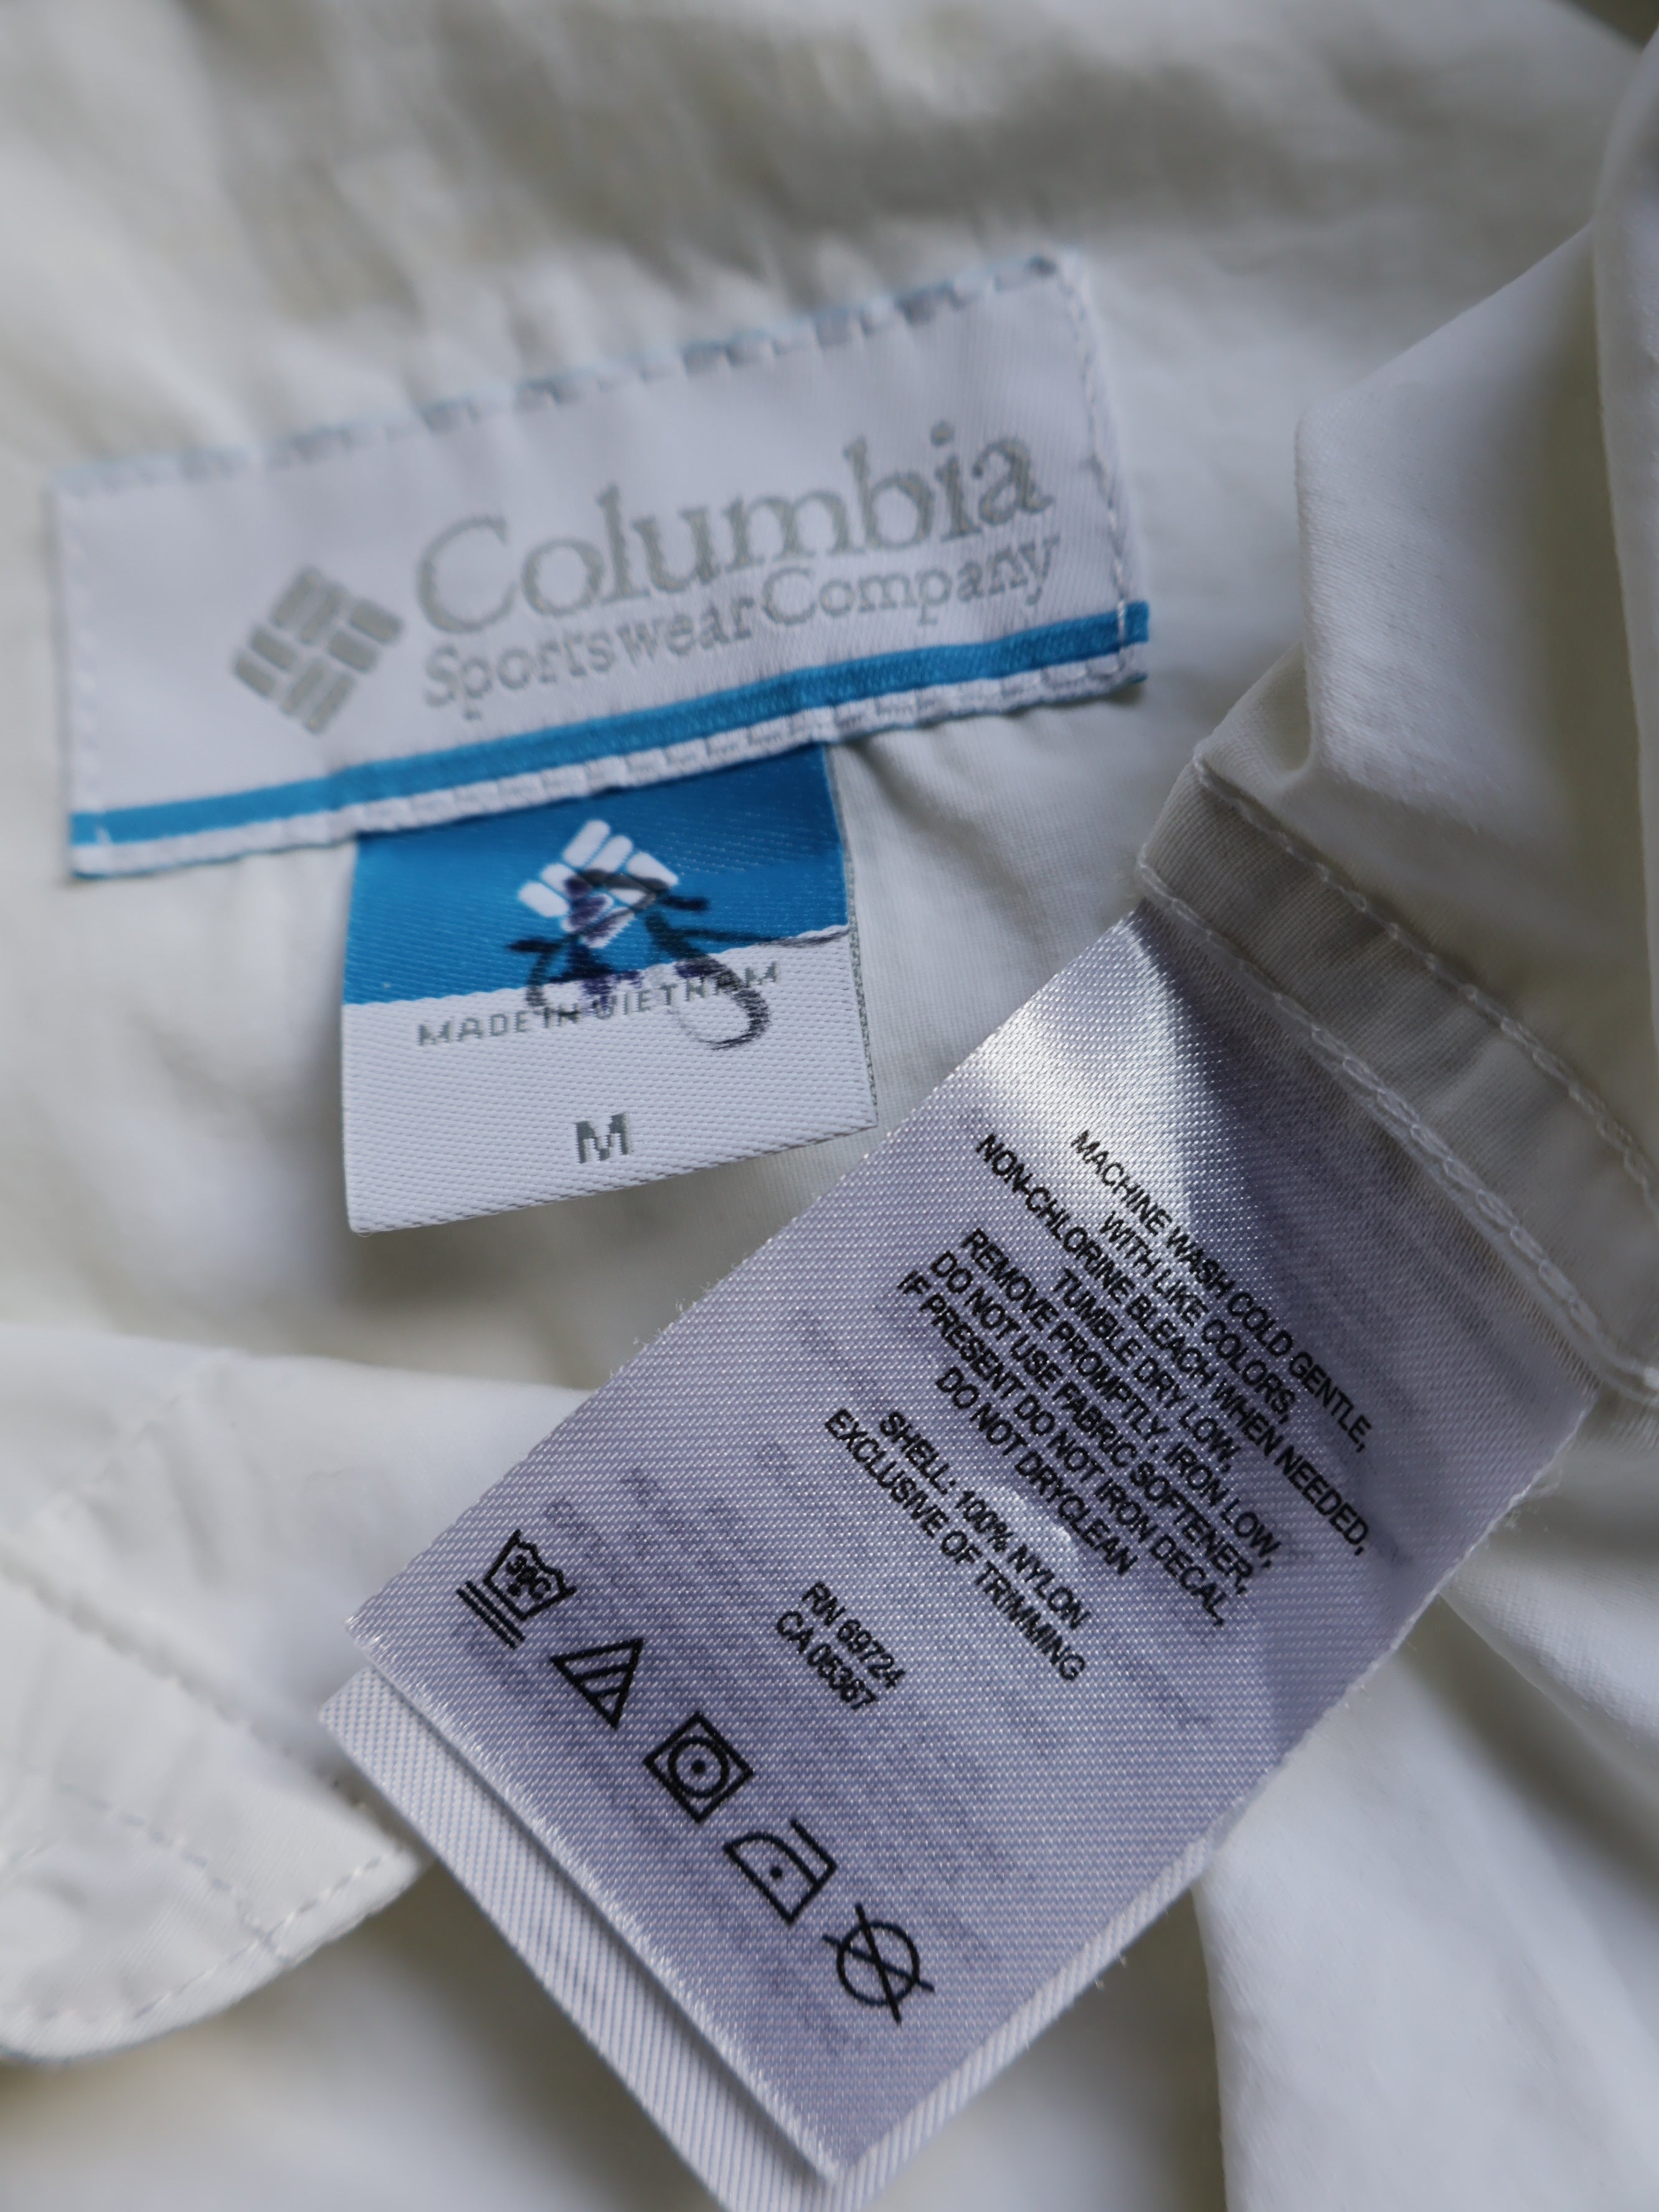 Columbia
Sportswear Company
MADE IN VIETNAM
M
MACHINE WASH COLD GENTLE,
WITH LIKE COLORS,
NON-CHLORINE BLEACH WHEN NEEDED,
TUMBLE DRY LOW,
REMOVE PROMPTLY, IRON LOW,
DO NOT USE FABRIC SOFTENER,
IF PRESENT DO NOT IRON DECAL,
DO NOT DRYCLEAN
SHELL: 100% NYLON
EXCLUSIVE OF TRIMMING
RN 69724
CA 05367
30C